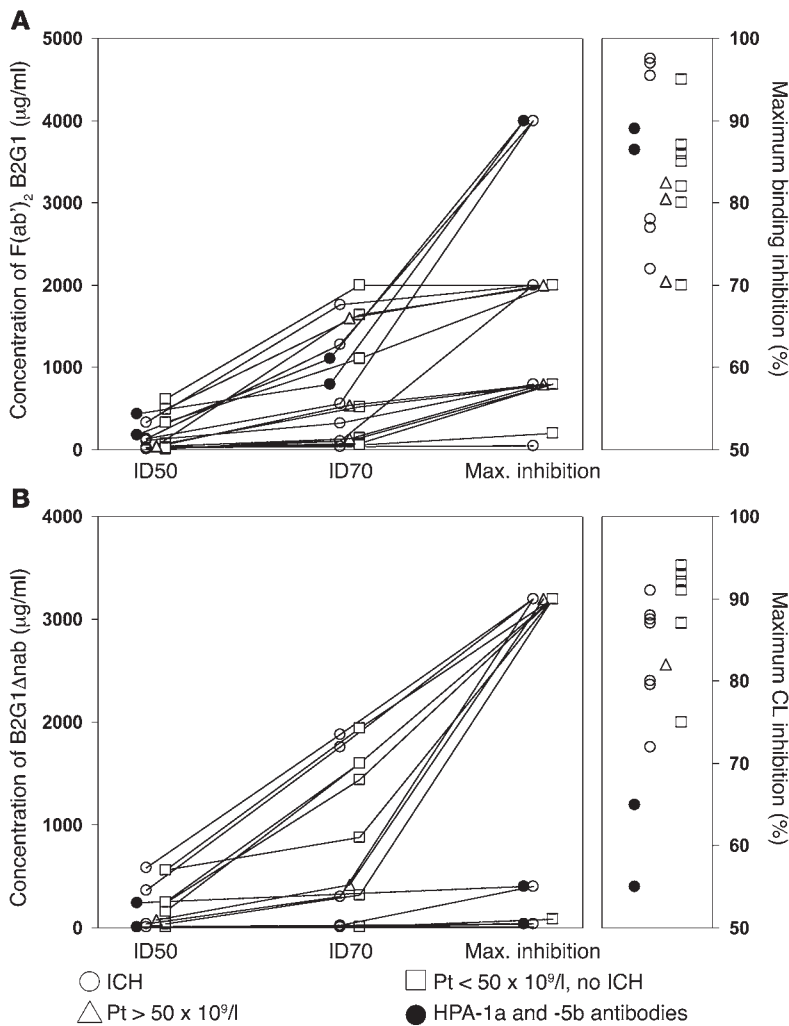 A
5000
4000
3000
2000
1000
0
Concentration of F(ab')₂ B2G1 (μg/ml)
ID50
ID70
Max. inhibition
100
90
80
70
60
50
Maximum binding inhibition (%)
B
4000
3000
2000
1000
0
Concentration of B2G1Δnab (μg/ml)
ID50
ID70
Max. inhibition
100
90
80
70
60
50
Maximum CL inhibition (%)
ICH
Pt < 50 x 10⁹/l, no ICH
Pt > 50 x 10⁹/l
HPA-1a and -5b antibodies